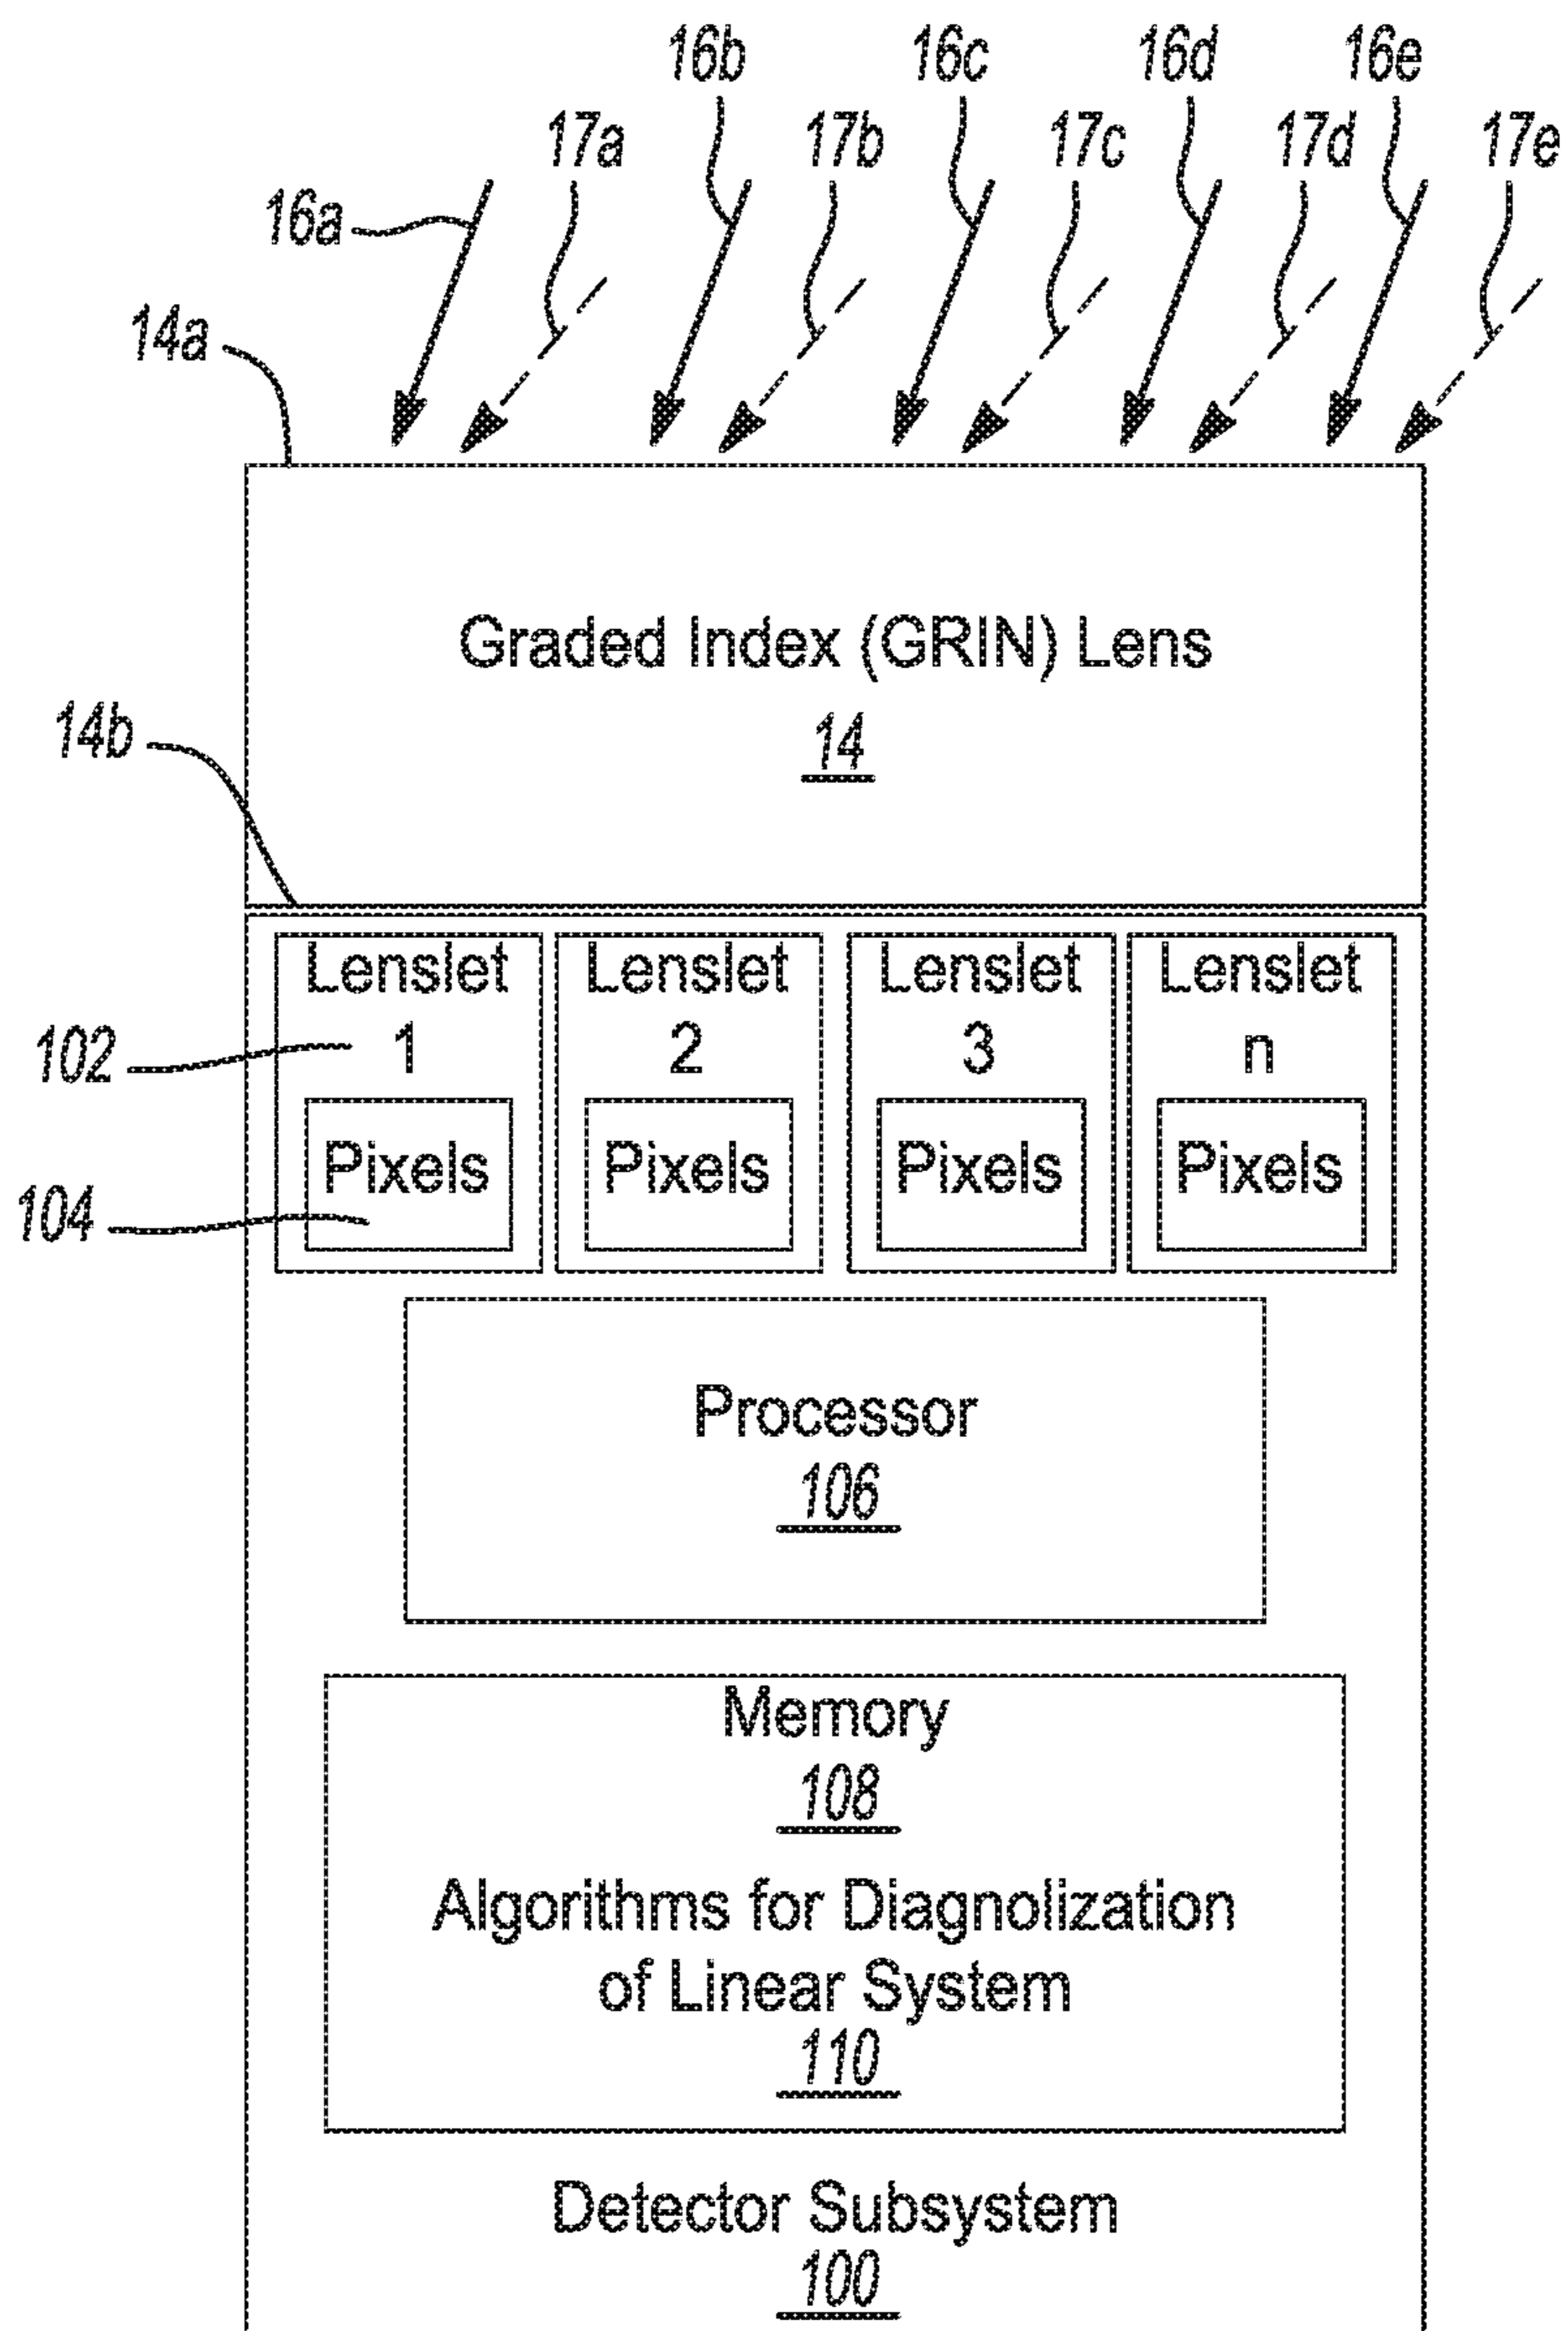 16b
16c
16d
16e
17a
17b
17c
17d
17e
16a
14a
Graded Index (GRIN) Lens
14
14b
Lenslet
1
Lenslet
2
Lenslet
3
Lenslet
n
102
Pixels
Pixels
Pixels
Pixels
104
Processor
106
Memory
108
Algorithms for Diagnolization
of Linear System
110
Detector Subsystem
100